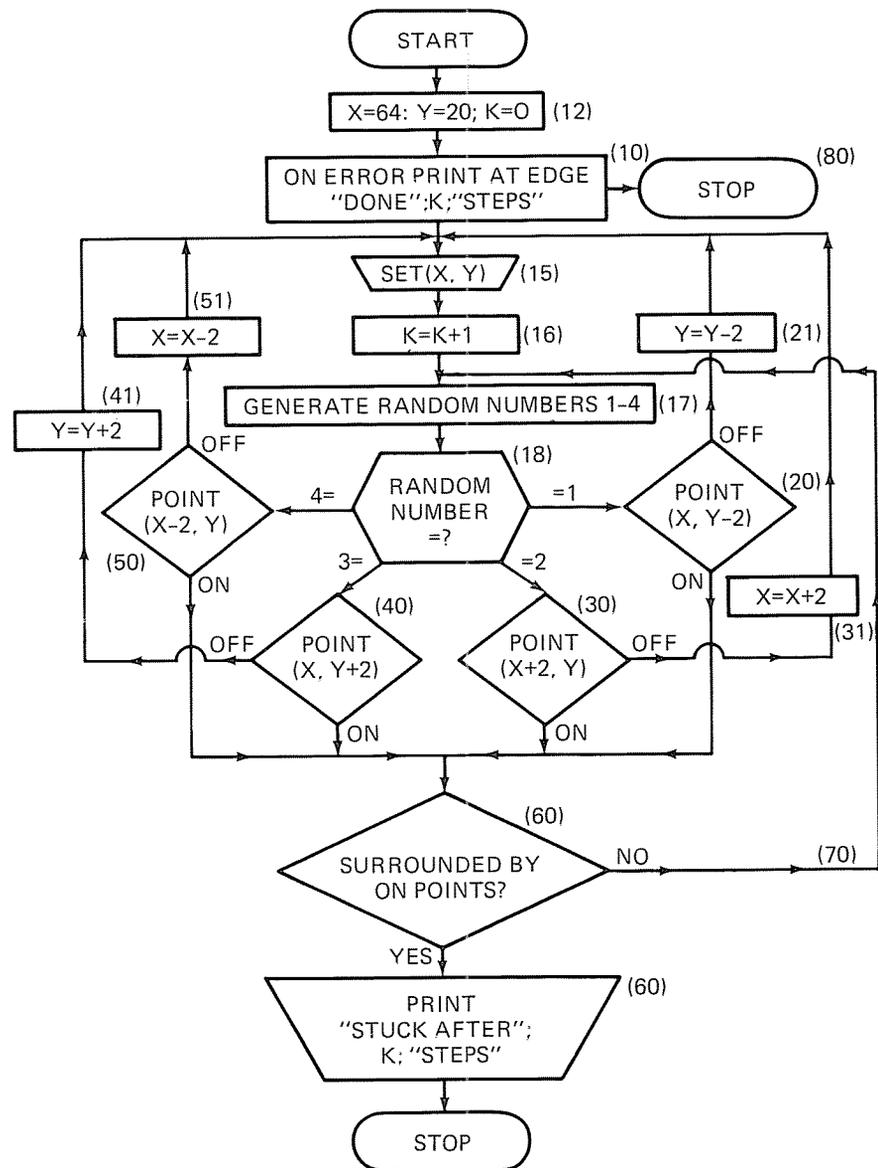 START
X=64: Y=20; K=O (12)
(10)
ON ERROR PRINT AT EDGE
"DONE";K;"STEPS"
(80)
STOP
SET(X, Y) (15)
(51)
X=X-2
K=K+1 (16)
Y=Y-2 (21)
(41)
Y=Y+2
GENERATE RANDOM NUMBERS 1-4 (17)
OFF
OFF
(18)
RANDOM
NUMBER
=?
4=
=1
3=
=2
POINT
(X-2, Y)
(50)
ON
POINT
(X, Y-2)
(20)
ON
X=X+2
(31)
(40)
POINT
(X, Y+2)
OFF
ON
(30)
POINT
(X+2, Y)
OFF
ON
(60)
SURROUNDED BY
ON POINTS?
NO
(70)
YES
(60)
PRINT
"STUCK AFTER";
K; "STEPS"
STOP